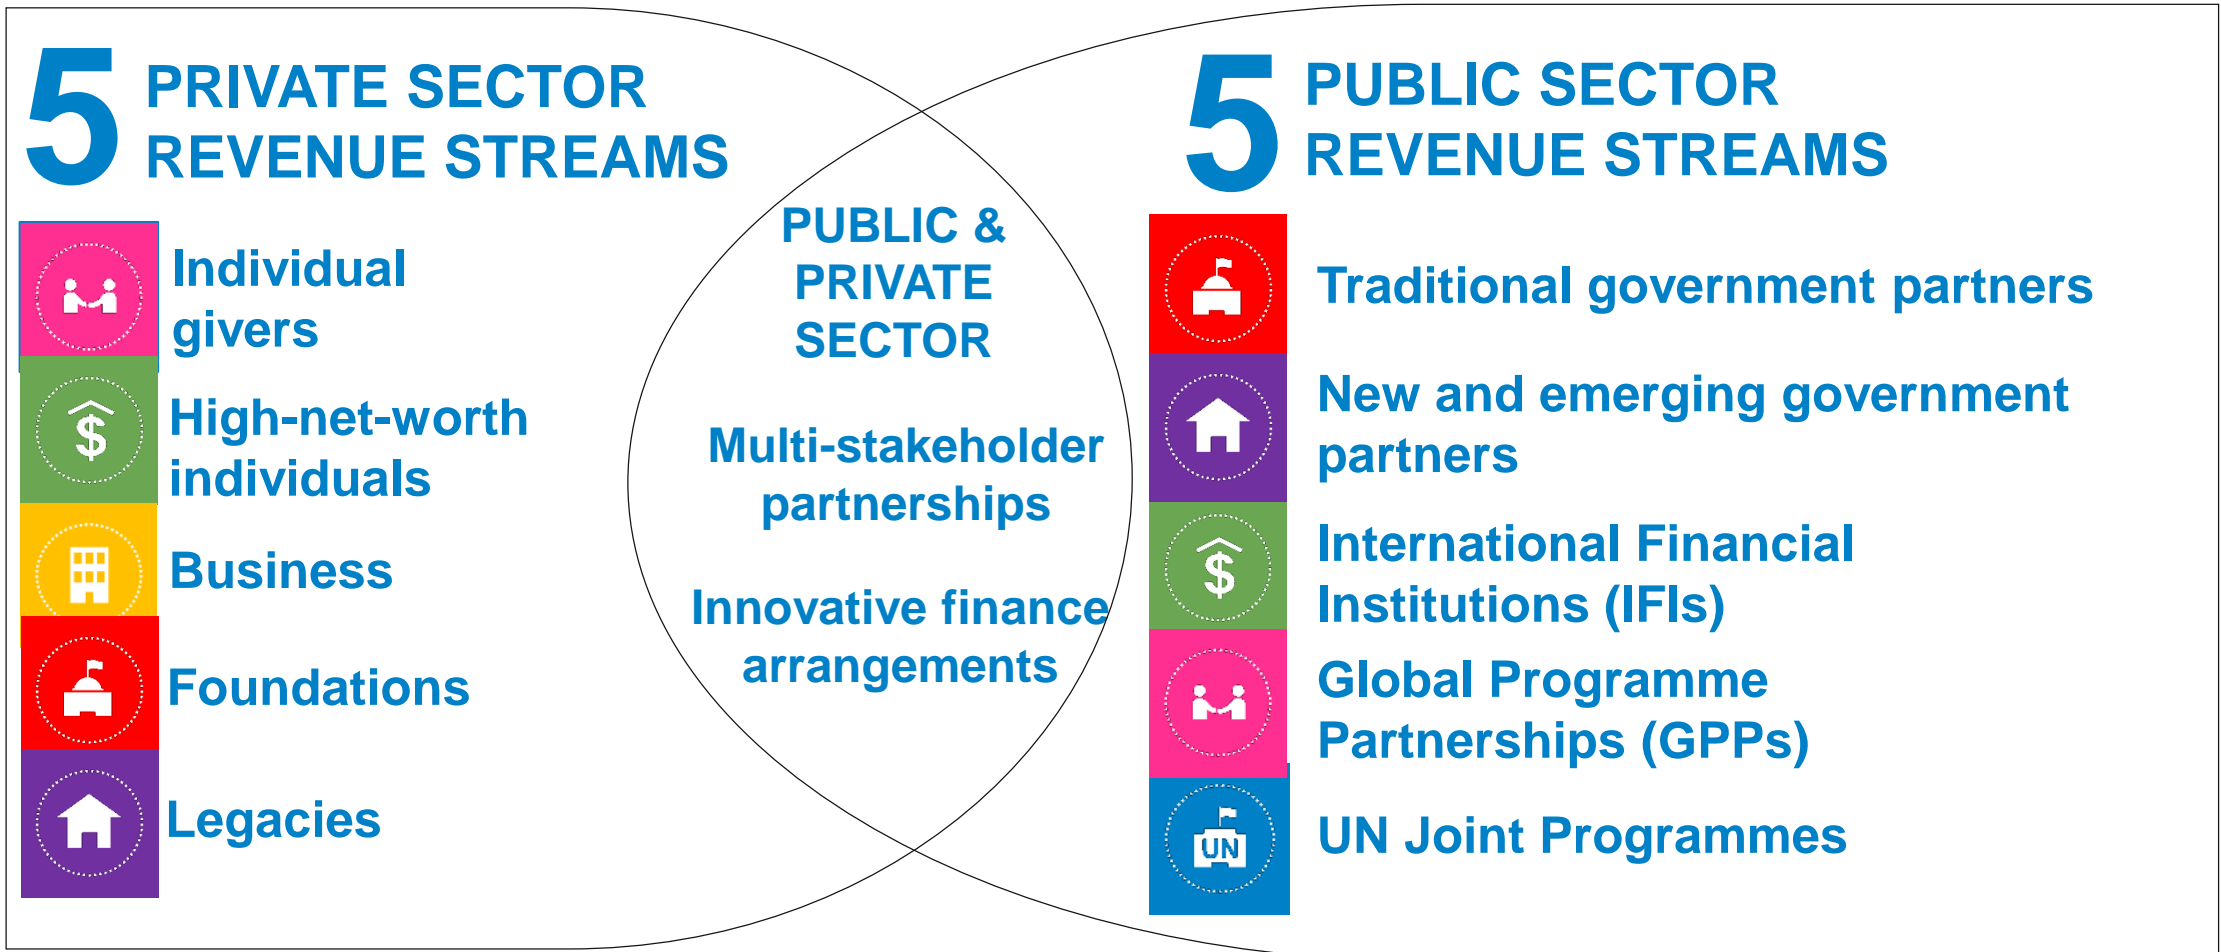 5 PRIVATE SECTOR
REVENUE STREAMS
Individual
givers
High-net-worth
individuals
Business
Foundations
Legacies
PUBLIC &
PRIVATE
SECTOR
Multi-stakeholder
partnerships
Innovative finance
arrangements
5 PUBLIC SECTOR
REVENUE STREAMS
Traditional government partners
New and emerging government
partners
International Financial
Institutions (IFIs)
Global Programme
Partnerships (GPPs)
UN
UN Joint Programmes
$
$